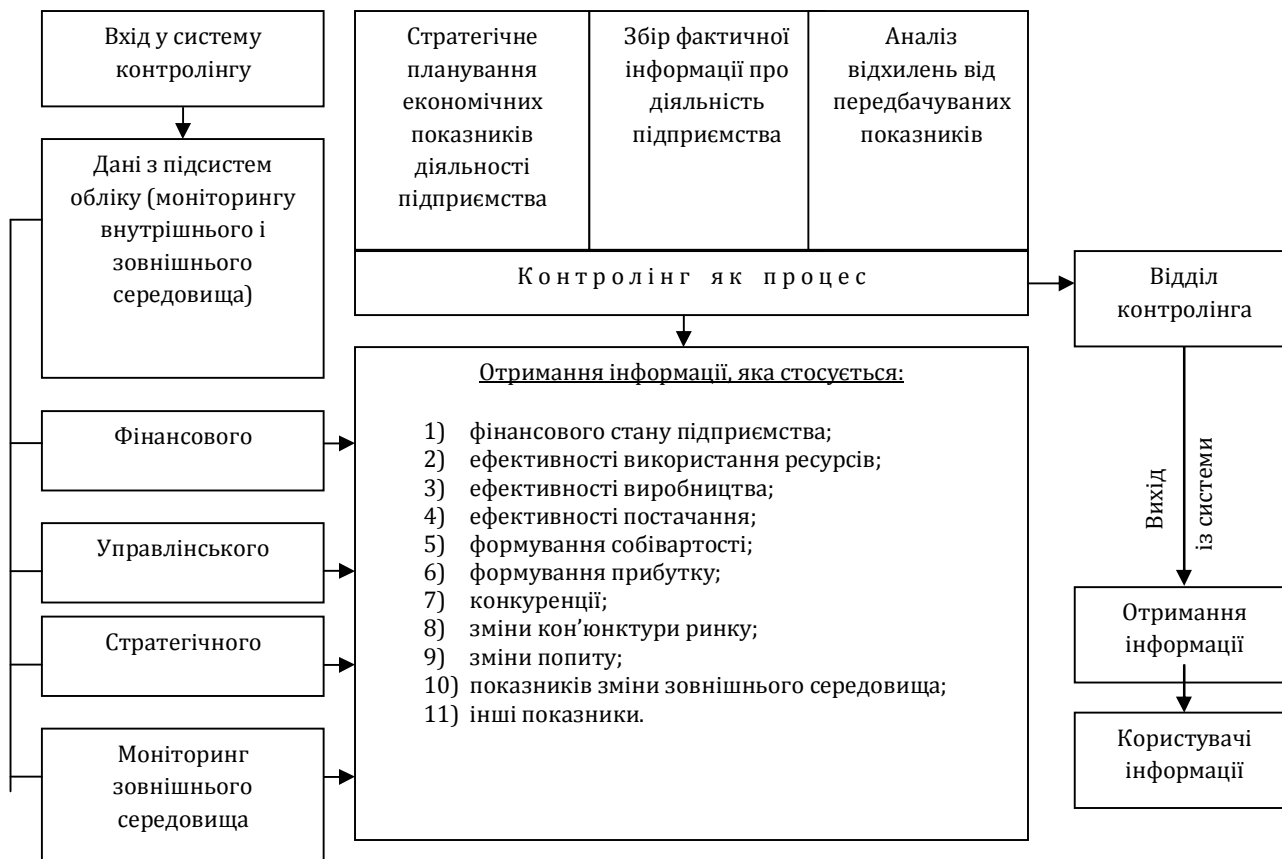 Вхід у систему
контролінгу
Дані з підсистем
обліку (моніторингу
внутрішнього і
зовнішнього
середовища)
Фінансового
Управлінського
Стратегічного
Моніторинг
зовнішнього
середовища
Стратегічне
планування
економічних
показників
діяльності
підприємства
Збір фактичної
інформації про
діяльність
підприємства
Аналіз
відхилень від
передбачуваних
показників
Контролінг як процес
Отримання інформації, яка стосується:
1) фінансового стану підприємства;
2) ефективності використання ресурсів;
3) ефективності виробництва;
4) ефективності постачання;
5) формування собівартості;
6) формування прибутку;
7) конкуренції;
8) зміни кон’юнктури ринку;
9) зміни попиту;
10) показників зміни зовнішнього середовища;
11) інші показники.
Відділ
контролінга
Вихід
із системи
Отримання
інформації
Користувачі
інформації